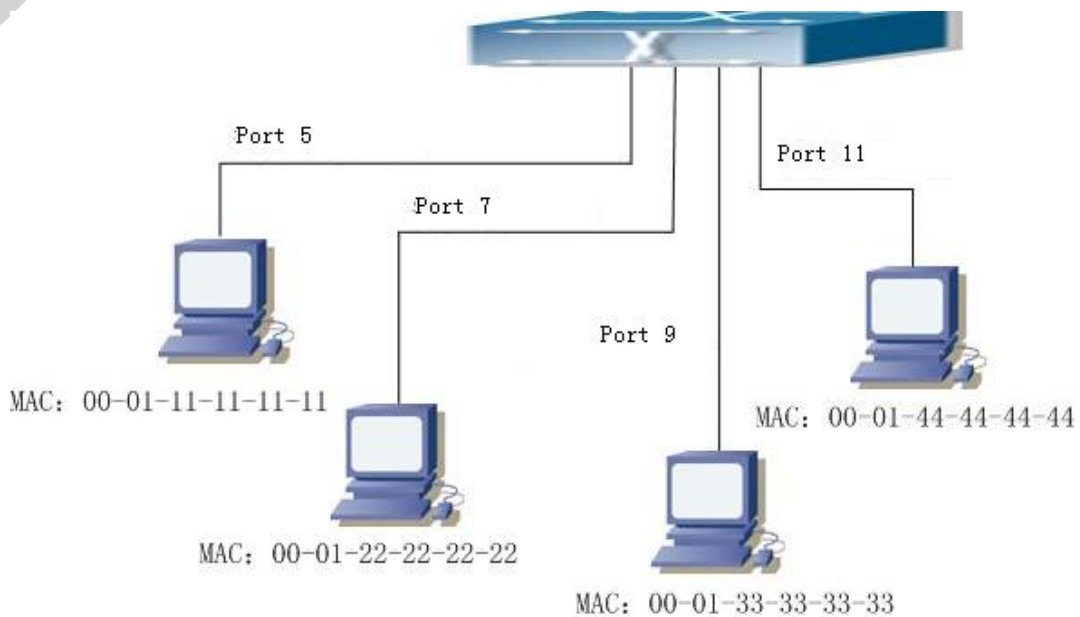 Port 5
Port 11
Port 7
Port 9
MAC: 00-01-11-11-11-11
MAC: 00-01-44-44-44-44
MAC: 00-01-22-22-22-22
MAC: 00-01-33-33-33-33